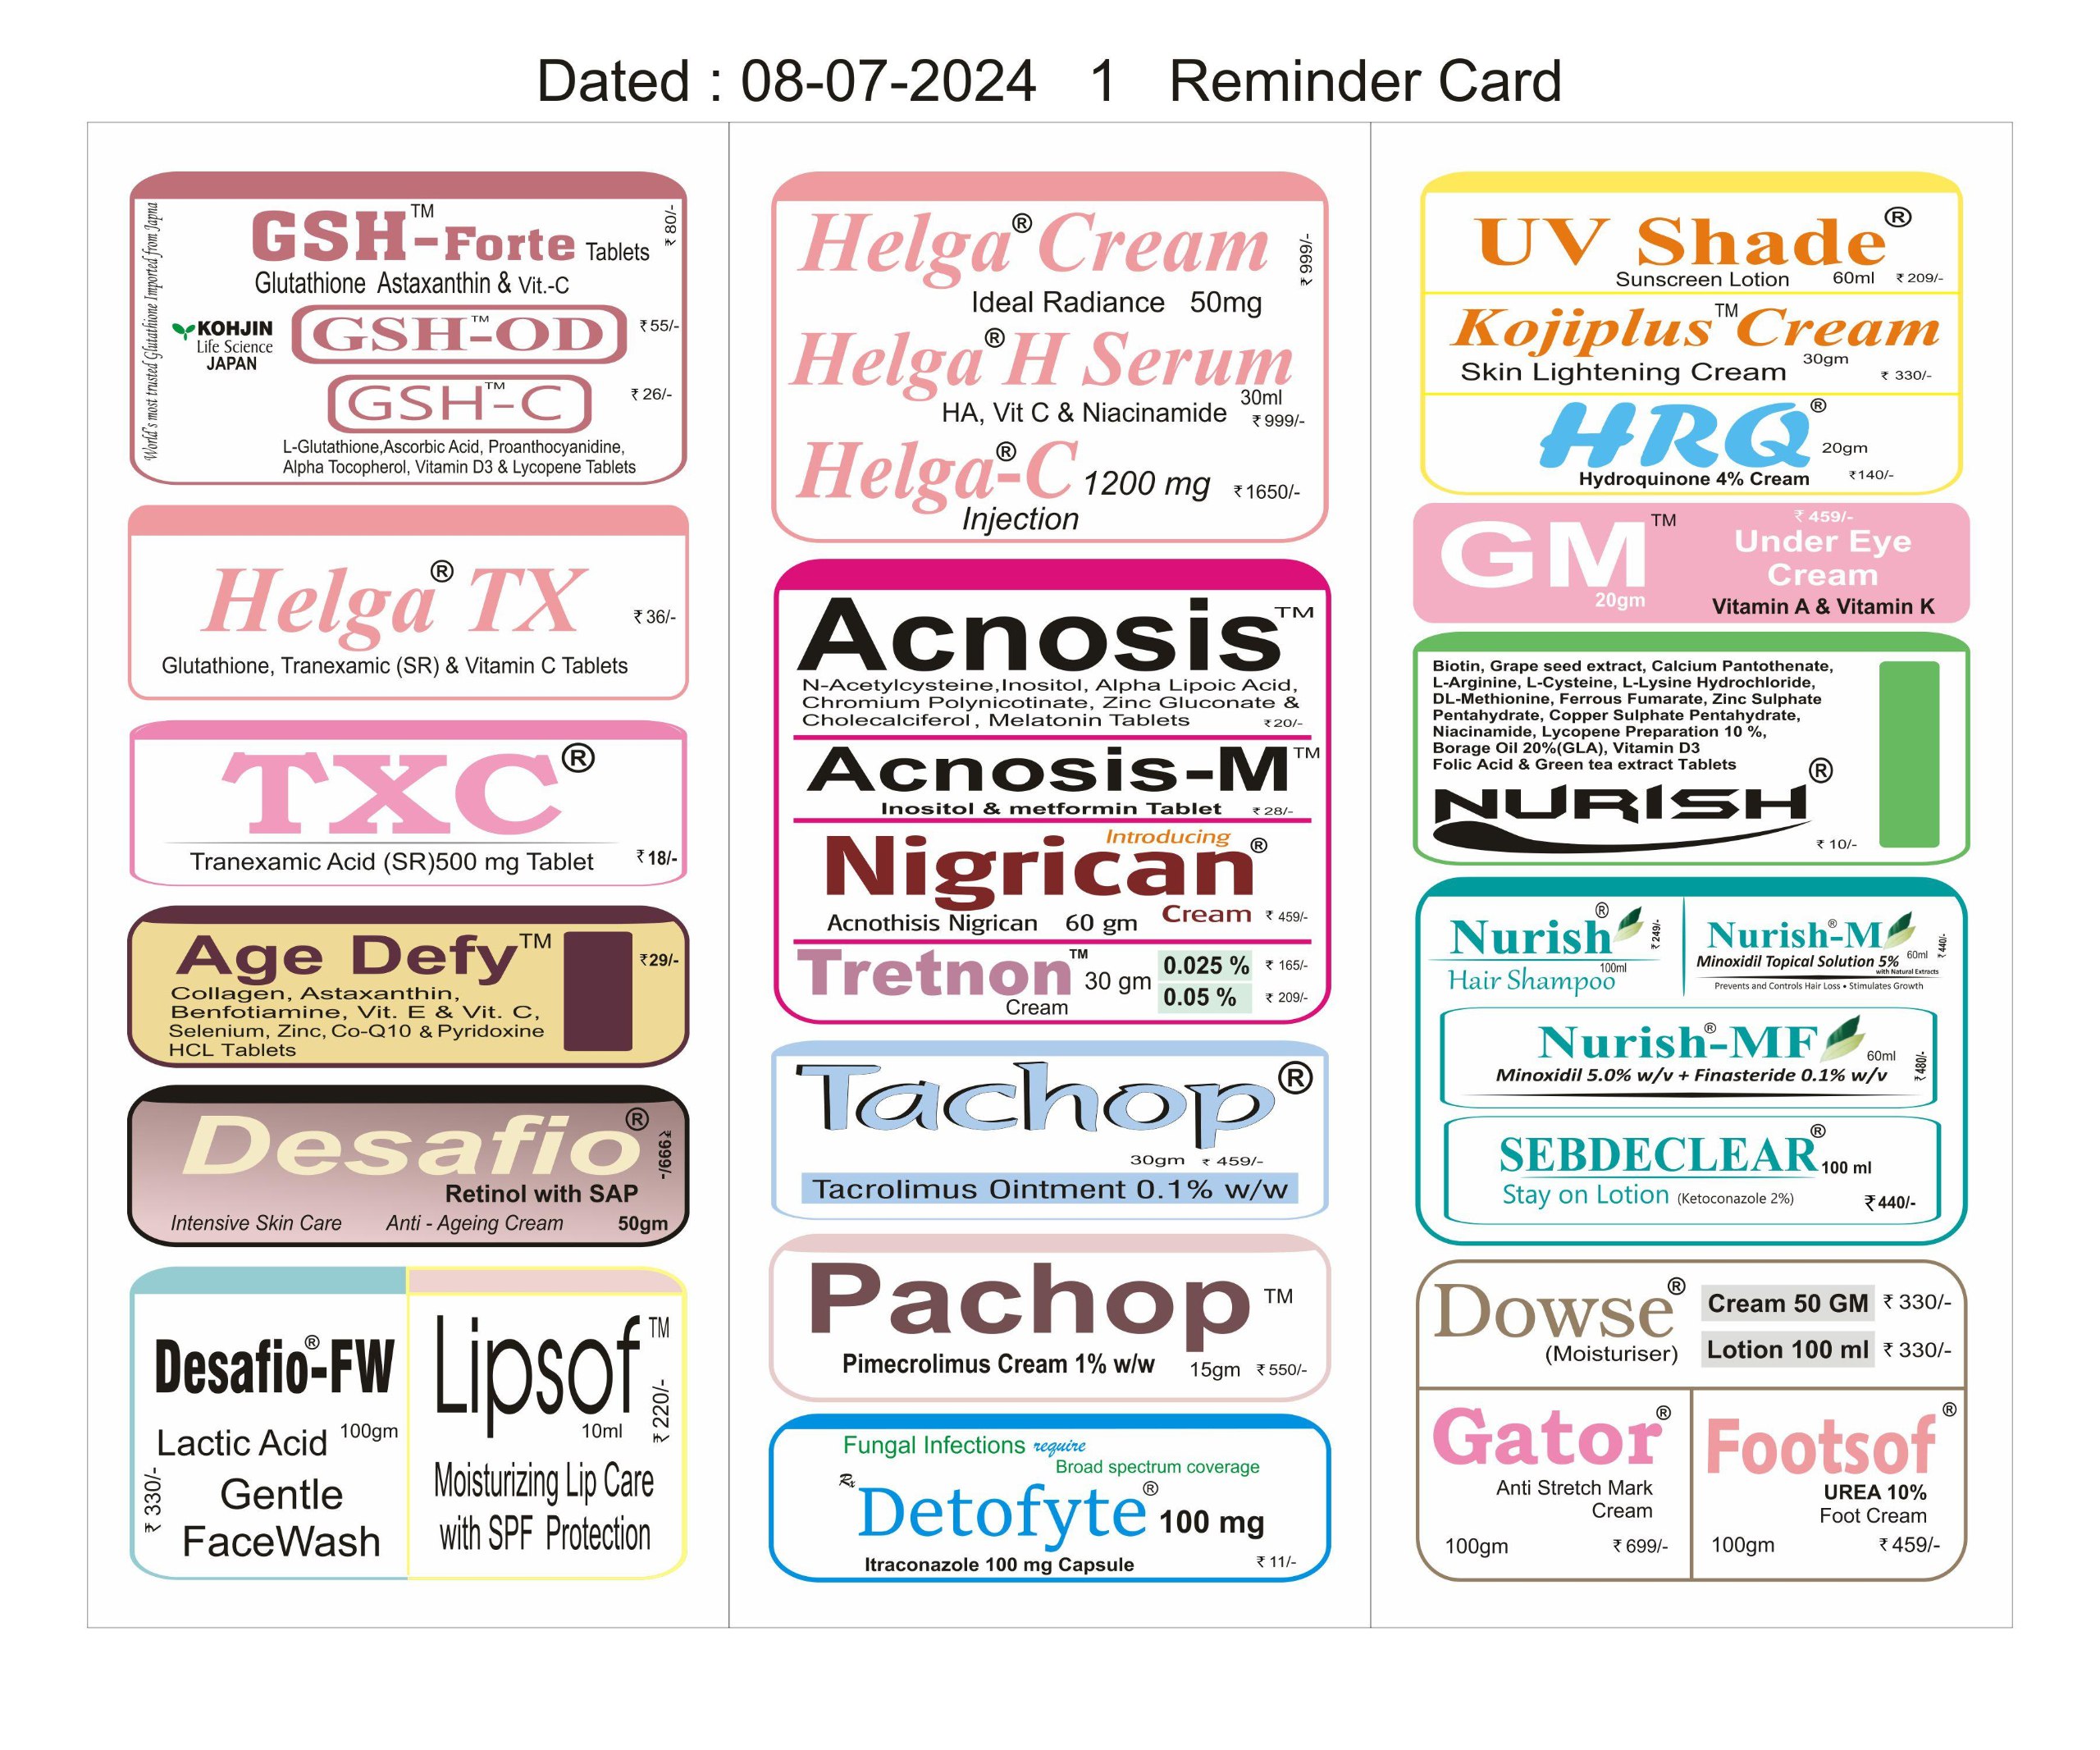 Dated : 08-07-2024 1 Reminder Card
World's most trusted Glutathione Imported from Japna
GSH™-Forte Tablets ₹ 80/-
Glutathione Astaxanthin & Vit.-C
KOHJIN
Life Science
JAPAN
GSH™-OD ₹ 55/-
GSH™-C ₹ 26/-
L-Glutathione,Ascorbic Acid, Proanthocyanidine,
Alpha Tocopherol, Vitamin D3 & Lycopene Tablets
Helga® TX ₹ 36/-
Glutathione, Tranexamic (SR) & Vitamin C Tablets
TXC®
Tranexamic Acid (SR)500 mg Tablet ₹ 18/-
Age Defy™ ₹29/-
Collagen, Astaxanthin,
Benfotiamine, Vit. E & Vit. C,
Selenium, Zinc, Co-Q10 & Pyridoxine
HCL Tablets
Desafio® ₹999/-
Retinol with SAP
Intensive Skin Care Anti - Ageing Cream 50gm
Desafio®-FW
Lactic Acid 100gm
Gentle
FaceWash
₹ 330/-
Lipsof™
10ml ₹ 220/-
Moisturizing Lip Care
with SPF Protection
Helga® Cream ₹ 999/-
Ideal Radiance 50mg
Helga® H Serum
30ml
HA, Vit C & Niacinamide ₹ 999/-
Helga®-C 1200 mg ₹ 1650/-
Injection
Acnosis™
N-Acetylcysteine,Inositol, Alpha Lipoic Acid,
Chromium Polynicotinate, Zinc Gluconate &
Cholecalciferol, Melatonin Tablets ₹20/-
Acnosis-M™
Inositol & metformin Tablet ₹ 28/-
Introducing
Nigrican®
Acnothisis Nigrican 60 gm Cream ₹ 459/-
Tretnon™ 30 gm 0.025 % ₹ 165/-
Cream 0.05 % ₹ 209/-
Tachop®
30gm ₹ 459/-
Tacrolimus Ointment 0.1% w/w
Pachop™
Pimecrolimus Cream 1% w/w 15gm ₹ 550/-
Fungal Infections require
Broad spectrum coverage
Rx
Detofyte® 100 mg
Itraconazole 100 mg Capsule ₹ 11/-
UV Shade®
Sunscreen Lotion 60ml ₹ 209/-
Kojiplus™ Cream
Skin Lightening Cream 30gm ₹ 330/-
HRQ® 20gm
Hydroquinone 4% Cream ₹140/-
GM™
20gm
₹ 459/-
Under Eye
Cream
Vitamin A & Vitamin K
Biotin, Grape seed extract, Calcium Pantothenate,
L-Arginine, L-Cysteine, L-Lysine Hydrochloride,
DL-Methionine, Ferrous Fumarate, Zinc Sulphate
Pentahydrate, Copper Sulphate Pentahydrate,
Niacinamide, Lycopene Preparation 10 %,
Borage Oil 20%(GLA), Vitamin D3
Folic Acid & Green tea extract Tablets
NURISH®
₹ 10/-
Nurish® ₹ 249/-
Hair Shampoo 100ml
Nurish®-M ₹ 440/-
Minoxidil Topical Solution 5% 60ml
with Natural Extracts
Prevents and Controls Hair Loss • Stimulates Growth
Nurish®-MF 60ml
Minoxidil 5.0% w/v + Finasteride 0.1% w/v ₹ 480/-
SEBDECLEAR® 100 ml
Stay on Lotion (Ketoconazole 2%) ₹ 440/-
Dowse® Cream 50 GM ₹ 330/-
(Moisturiser) Lotion 100 ml ₹ 330/-
Gator®
Anti Stretch Mark
Cream
100gm ₹ 699/-
Footsof®
UREA 10%
Foot Cream
100gm ₹ 459/-